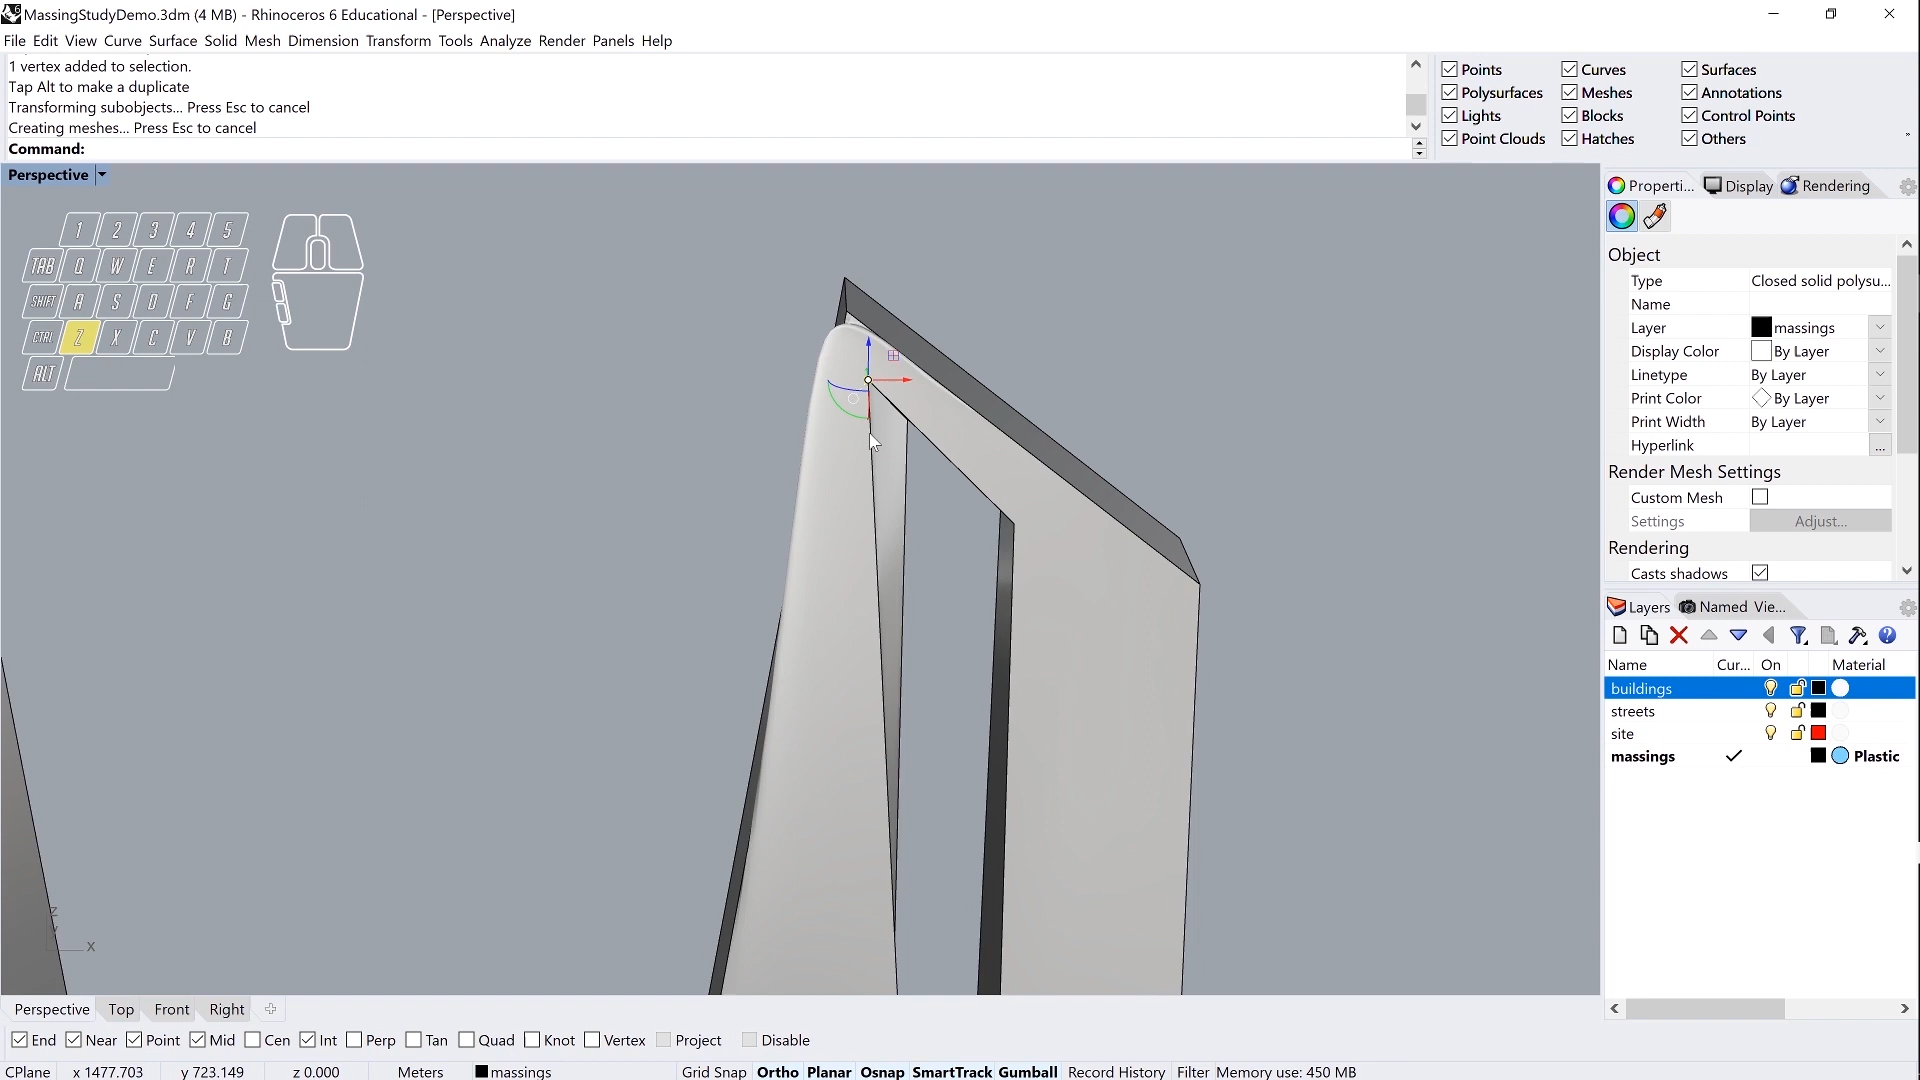 MassingStudyDemo.3dm (4 MB) - Rhinoceros 6 Educational - [Perspective]
File Edit View Curve Surface Solid Mesh Dimension Transform Tools Analyze Render Panels Help
1 vertex added to selection.
Tap Alt to make a duplicate
Transforming subobjects... Press Esc to cancel
Creating meshes... Press Esc to cancel
Command:
Points Curves Surfaces
Polysurfaces Meshes Annotations
Lights Blocks Control Points
Point Clouds Hatches Others
Perspective
1 2 3 4 5
TAB Q W E R T
SHIFT A S D F G
CTRL Z X C V B
ALT
Properti... Display Rendering
Object
Type Closed solid polysu...
Name
Layer massings
Display Color By Layer
Linetype By Layer
Print Color By Layer
Print Width By Layer
Hyperlink ...
Render Mesh Settings
Custom Mesh
Settings Adjust...
Rendering
Casts shadows
Layers Named Vie...
Name Cur... On Material
buildings
streets
site
massings Plastic
z
y
x
Perspective Top Front Right
End Near Point Mid Cen Int Perp Tan Quad Knot Vertex Project Disable
CPlane x 1477.703 y 723.149 z 0.000 Meters massings Grid Snap Ortho Planar Osnap SmartTrack Gumball Record History Filter Memory use: 450 MB